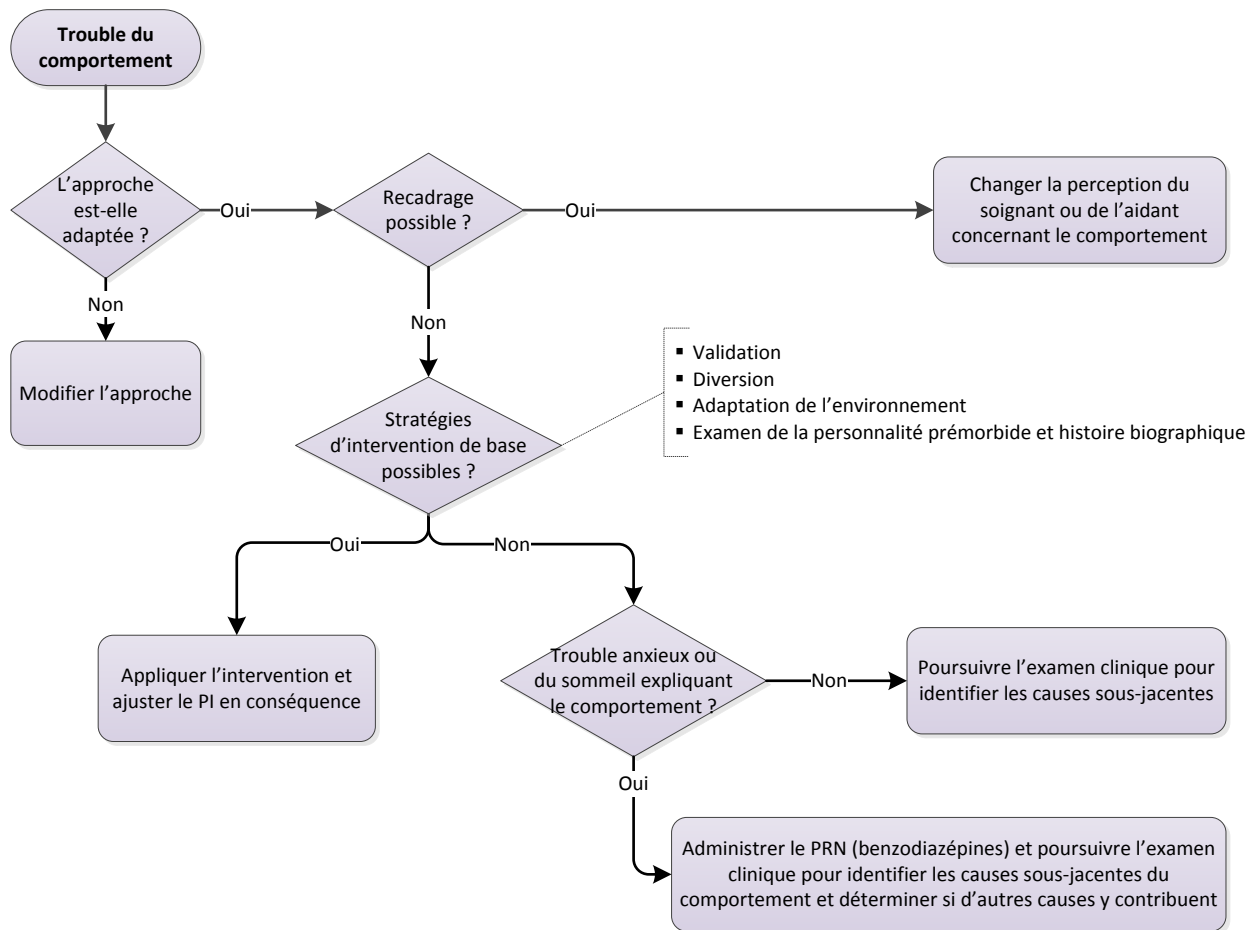 Trouble du
comportement
L'approche
est-elle
adaptée ?
Oui
Recadrage
possible ?
Oui
Changer la perception du
soignant ou de l'aidant
concernant le comportement
Non
Modifier l'approche
Non
Stratégies
d'intervention de base
possibles ?
▪ Validation
▪ Diversion
▪ Adaptation de l'environnement
▪ Examen de la personnalité prémorbide et histoire biographique
Oui
Non
Appliquer l'intervention et
ajuster le PI en conséquence
Trouble anxieux ou
du sommeil expliquant
le comportement ?
Non
Poursuivre l'examen clinique pour
identifier les causes sous-jacentes
Oui
Administrer le PRN (benzodiazépines) et poursuivre l'examen
clinique pour identifier les causes sous-jacentes du
comportement et déterminer si d'autres causes y contribuent